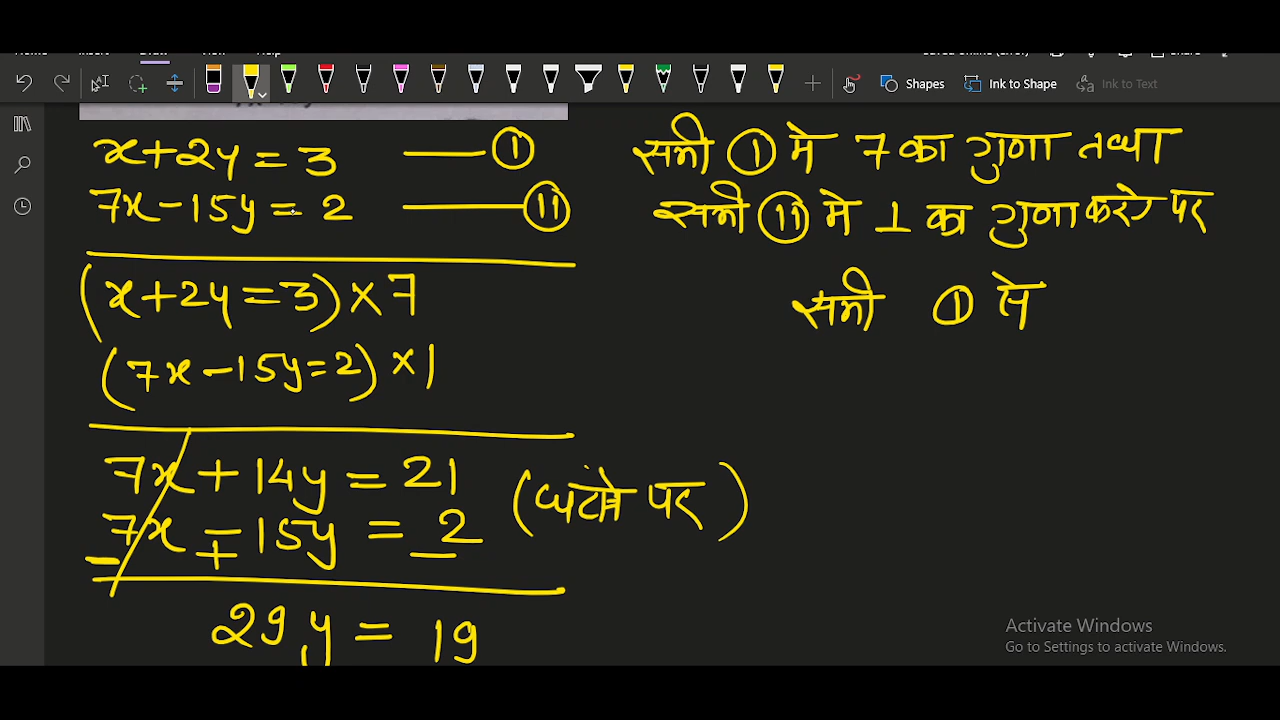 Shapes Ink to Shape Ink to Text
x+2y=3 —— ①
7x-15y=2 —— ⑪
(x+2y=3)×7
(7x-15y=2)×1
7x+14y=21
7x-15y=2
- + -
(घटाने पर)
29y=19
समी ① मे 7 का गुणा तथा
समी ⑪ मे 1 का गुणा करने पर
समी ① से
Activate Windows
Go to Settings to activate Windows.